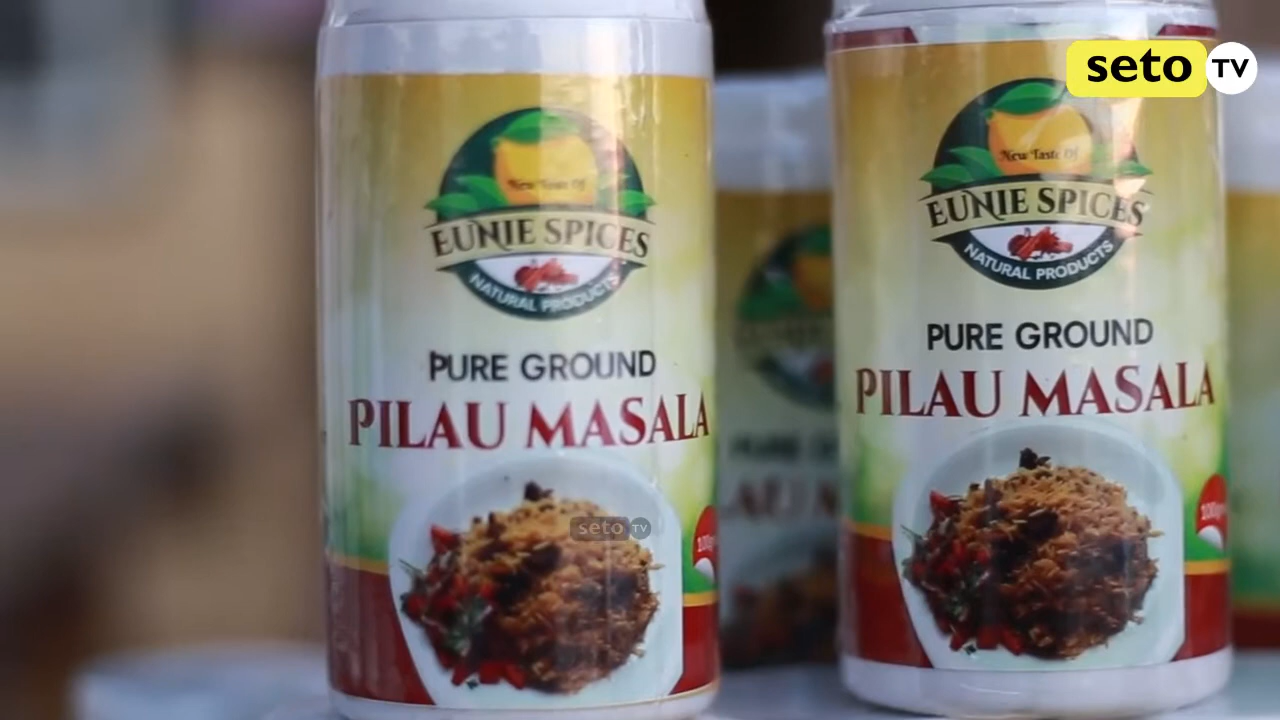 seto TV
New Taste Of
EUNIE SPICES
NATURAL PRODUCTS
PURE GROUND
PILAU MASALA
seto TV
New Taste Of
EUNIE SPICES
NATURAL PRODUCTS
PURE GROUND
PILAU MASALA